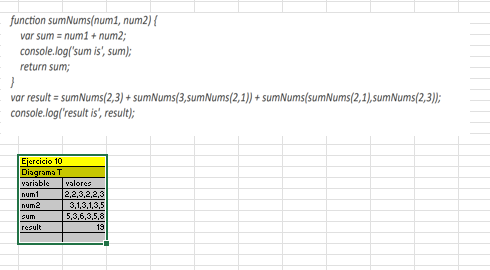 function sumNums(num1, num2) {
var sum = num1 + num2;
console.log('sum is', sum);
return sum;
}
var result = sumNums(2,3) + sumNums(3,sumNums(2,1)) + sumNums(sumNums(2,1),sumNums(2,3));
console.log('result is', result);
Ejercicio 10
Diagrama T
variable valores
num1 2,2,3,2,2,3
num2 3,1,3,1,3,5
sum 5,3,6,3,5,8
result 19